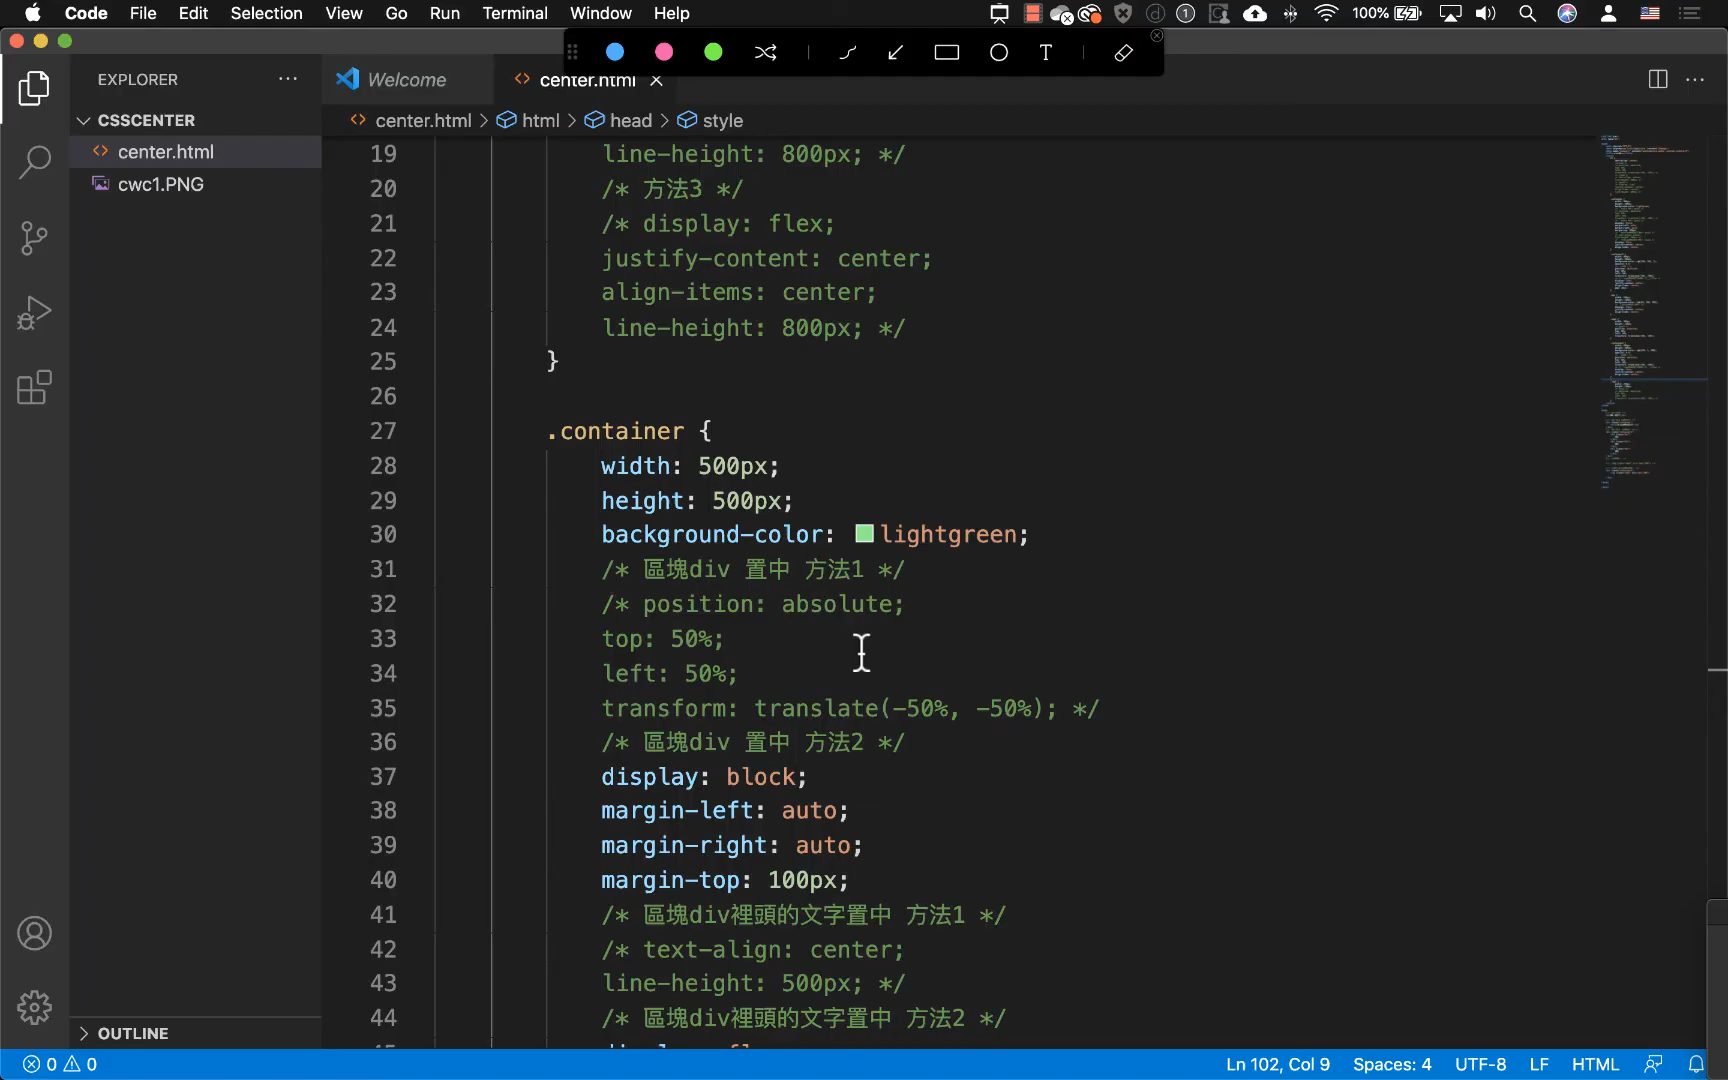 Code File Edit Selection View Go Run Terminal Window Help
100%
T
EXPLORER
Welcome
center.html
CSSCENTER
center.html > html > head > style
center.html
cwc1.PNG
19 line-height: 800px; */
20 /* 方法3 */
21 /* display: flex;
22 justify-content: center;
23 align-items: center;
24 line-height: 800px; */
25 }
26
27 .container {
28 width: 500px;
29 height: 500px;
30 background-color: lightgreen;
31 /* 區塊div 置中 方法1 */
32 /* position: absolute;
33 top: 50%;
34 left: 50%;
35 transform: translate(-50%, -50%); */
36 /* 區塊div 置中 方法2 */
37 display: block;
38 margin-left: auto;
39 margin-right: auto;
40 margin-top: 100px;
41 /* 區塊div裡頭的文字置中 方法1 */
42 /* text-align: center;
43 line-height: 500px; */
44 /* 區塊div裡頭的文字置中 方法2 */
OUTLINE
0 0
Ln 102, Col 9 Spaces: 4 UTF-8 LF HTML